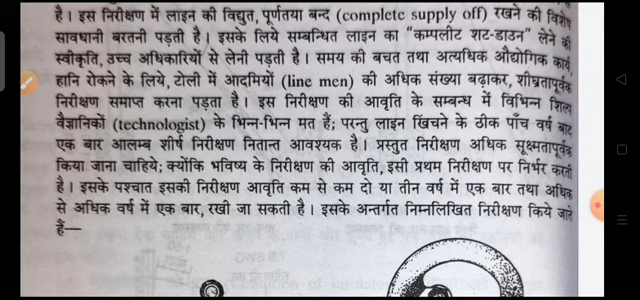 है। इस निरीक्षण में लाइन की विद्युत, पूर्णतया बन्द (complete supply off) रखने की विशेष
सावधानी बरतनी पड़ती है। इसके लिये सम्बन्धित लाइन का “कम्पलीट शट-डाउन” लेने की
स्वीकृति, उच्च अधिकारियों से लेनी पड़ती है। समय की बचत तथा अत्यधिक औद्योगिक कार्य
हानि रोकने के लिये, टोली में आदमियों (line men) की अधिक संख्या बढ़ाकर, शीघ्रतापूर्वक
निरीक्षण समाप्त करना पड़ता है। इस निरीक्षण की आवृति के सम्बन्ध में विभिन्न शिल्प
वैज्ञानिकों (technologist) के भिन्न-भिन्न मत हैं; परन्तु लाइन खिचने के ठीक पाँच वर्ष बाद
एक बार आलम्ब शीर्ष निरीक्षण नितान्त आवश्यक है। प्रस्तुत निरीक्षण अधिक सूक्ष्मतापूर्वक
किया जाना चाहिये; क्योंकि भविष्य के निरीक्षण की आवृति, इसी प्रथम निरीक्षण पर निर्भर करती
है। इसके पश्चात इसकी निरीक्षण आवृति कम से कम दो या तीन वर्ष में एक बार तथा अधिक
से अधिक वर्ष में एक बार, रखी जा सकती है। इसके अन्तर्गत निम्नलिखित निरीक्षण किये जाते
हैं—